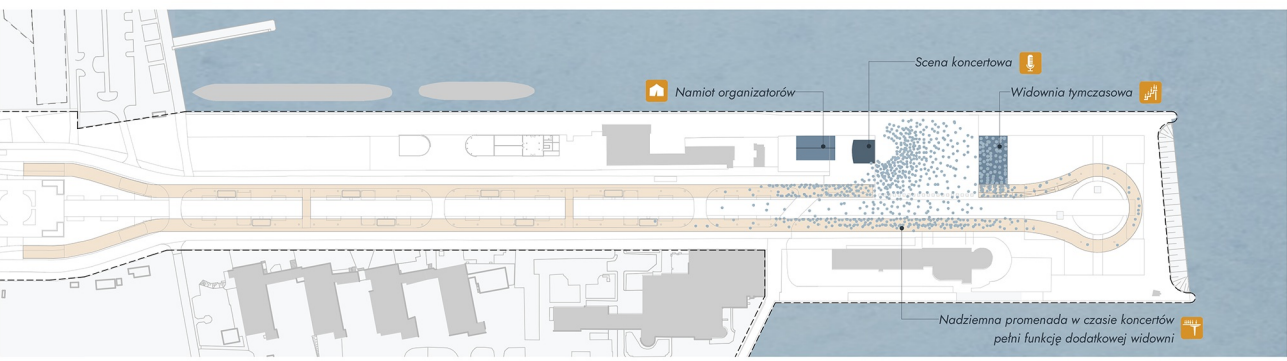 Scena koncertowa
Namiot organizatorów
Widownia tymczasowa
Nadziemna promenada w czasie koncertów
pełni funkcję dodatkowej widowni